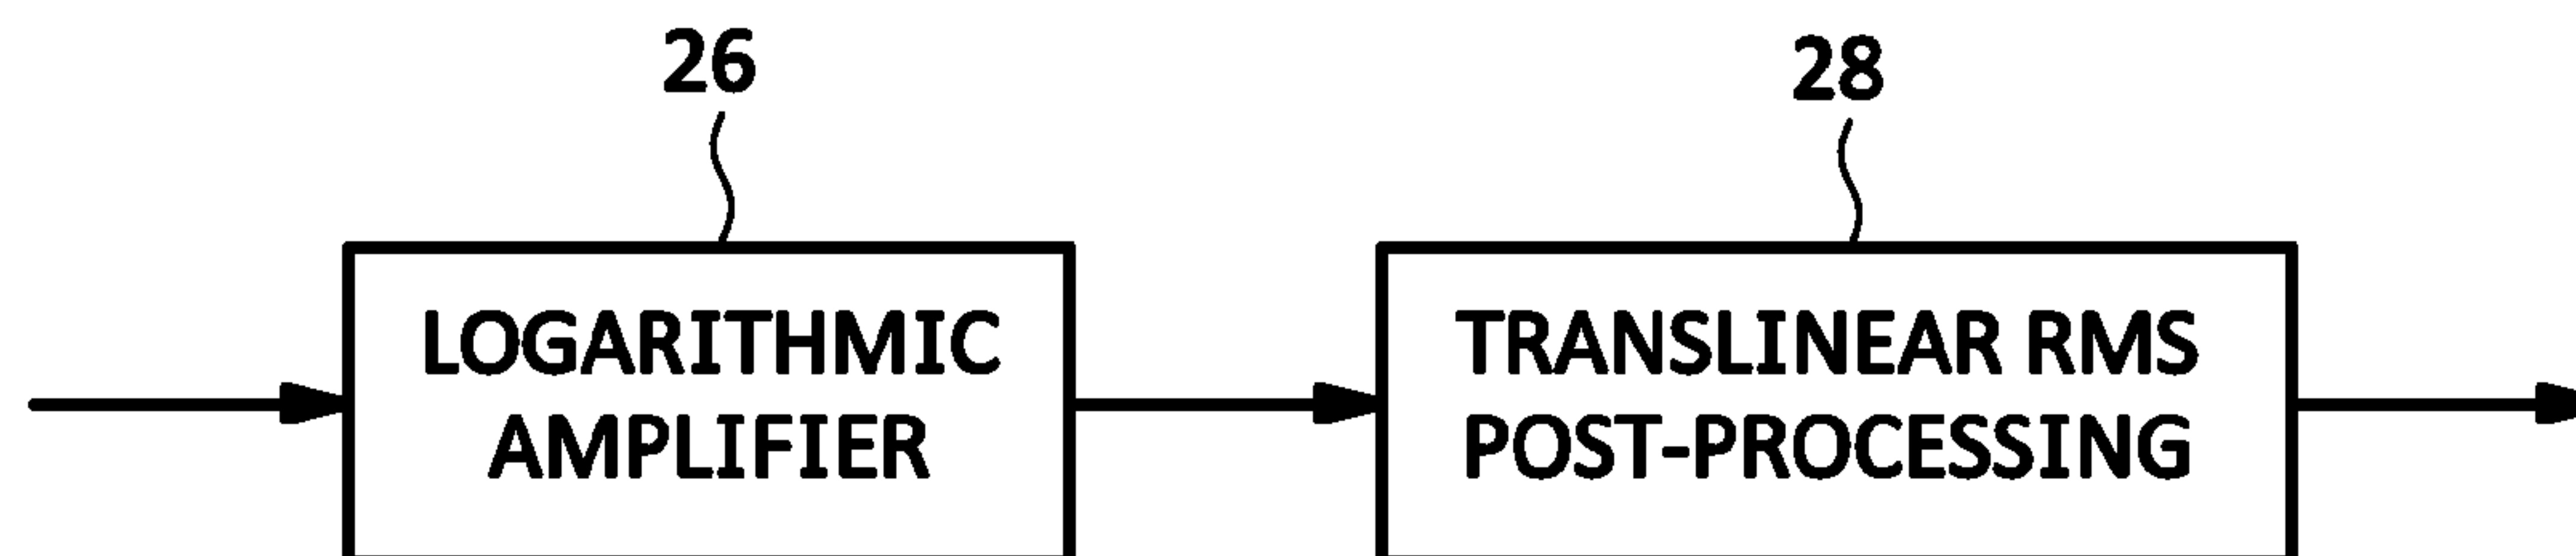 26
28
LOGARITHMIC
AMPLIFIER
TRANSLINEAR RMS
POST-PROCESSING